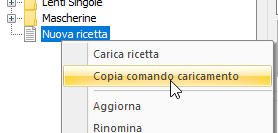 Lenti Singole
Mascherine
Nuova ricetta
Carica ricetta
Copia comando caricamento
Aggiorna
Rinomina